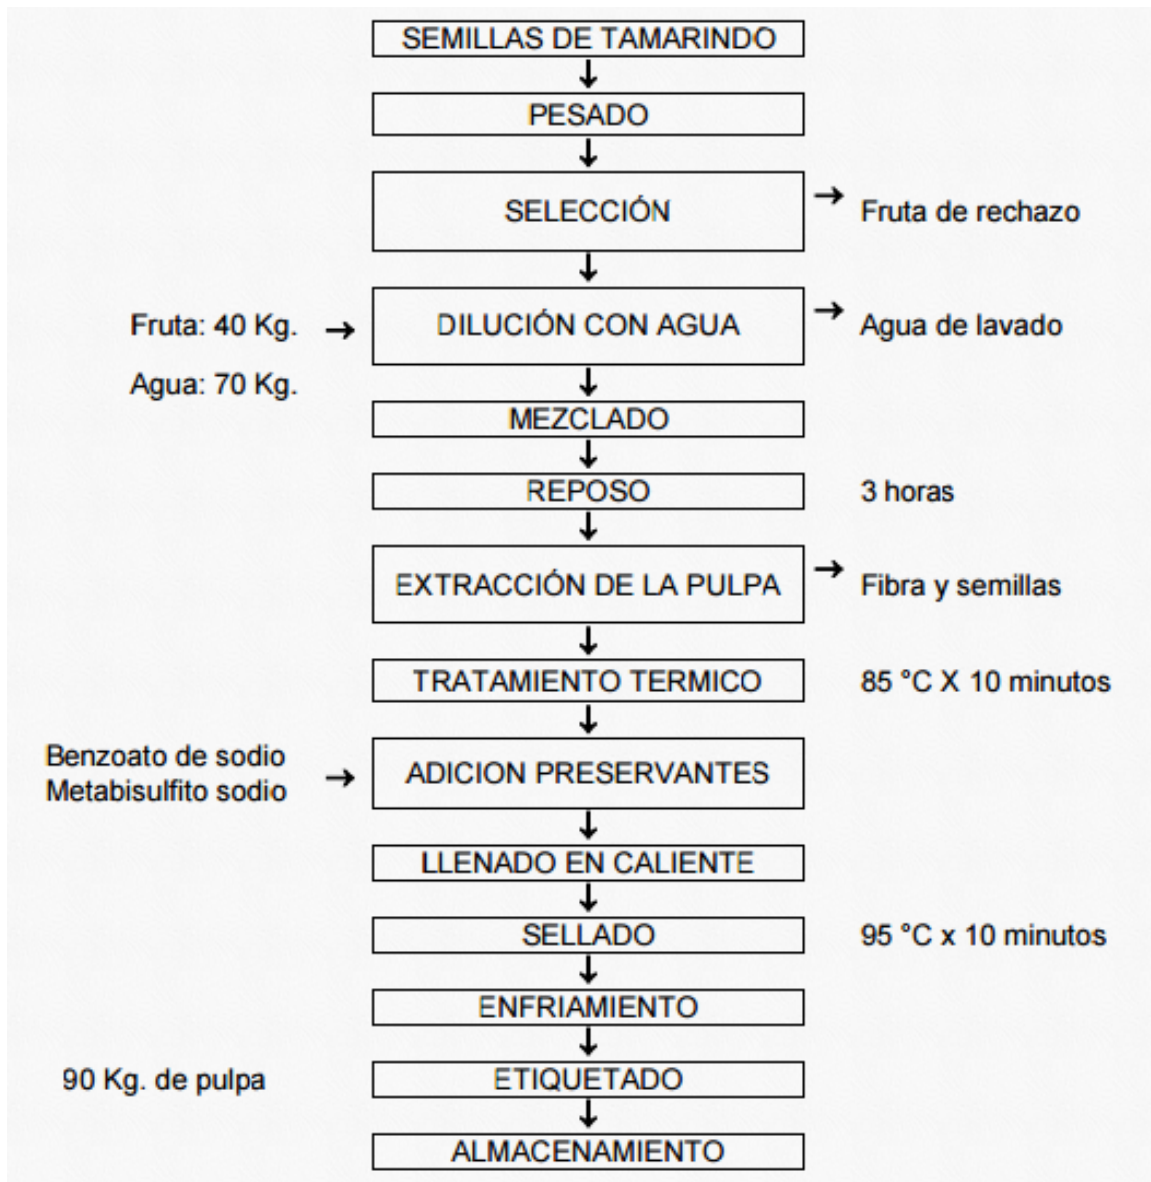 SEMILLAS DE TAMARINDO
PESADO
SELECCIÓN
Fruta de rechazo
Fruta: 40 Kg.
DILUCIÓN CON AGUA
Agua de lavado
Agua: 70 Kg.
MEZCLADO
REPOSO
3 horas
EXTRACCIÓN DE LA PULPA
Fibra y semillas
TRATAMIENTO TERMICO
85 °C X 10 minutos
Benzoato de sodio
Metabisulfito sodio
ADICION PRESERVANTES
LLENADO EN CALIENTE
SELLADO
95 °C x 10 minutos
ENFRIAMIENTO
90 Kg. de pulpa
ETIQUETADO
ALMACENAMIENTO